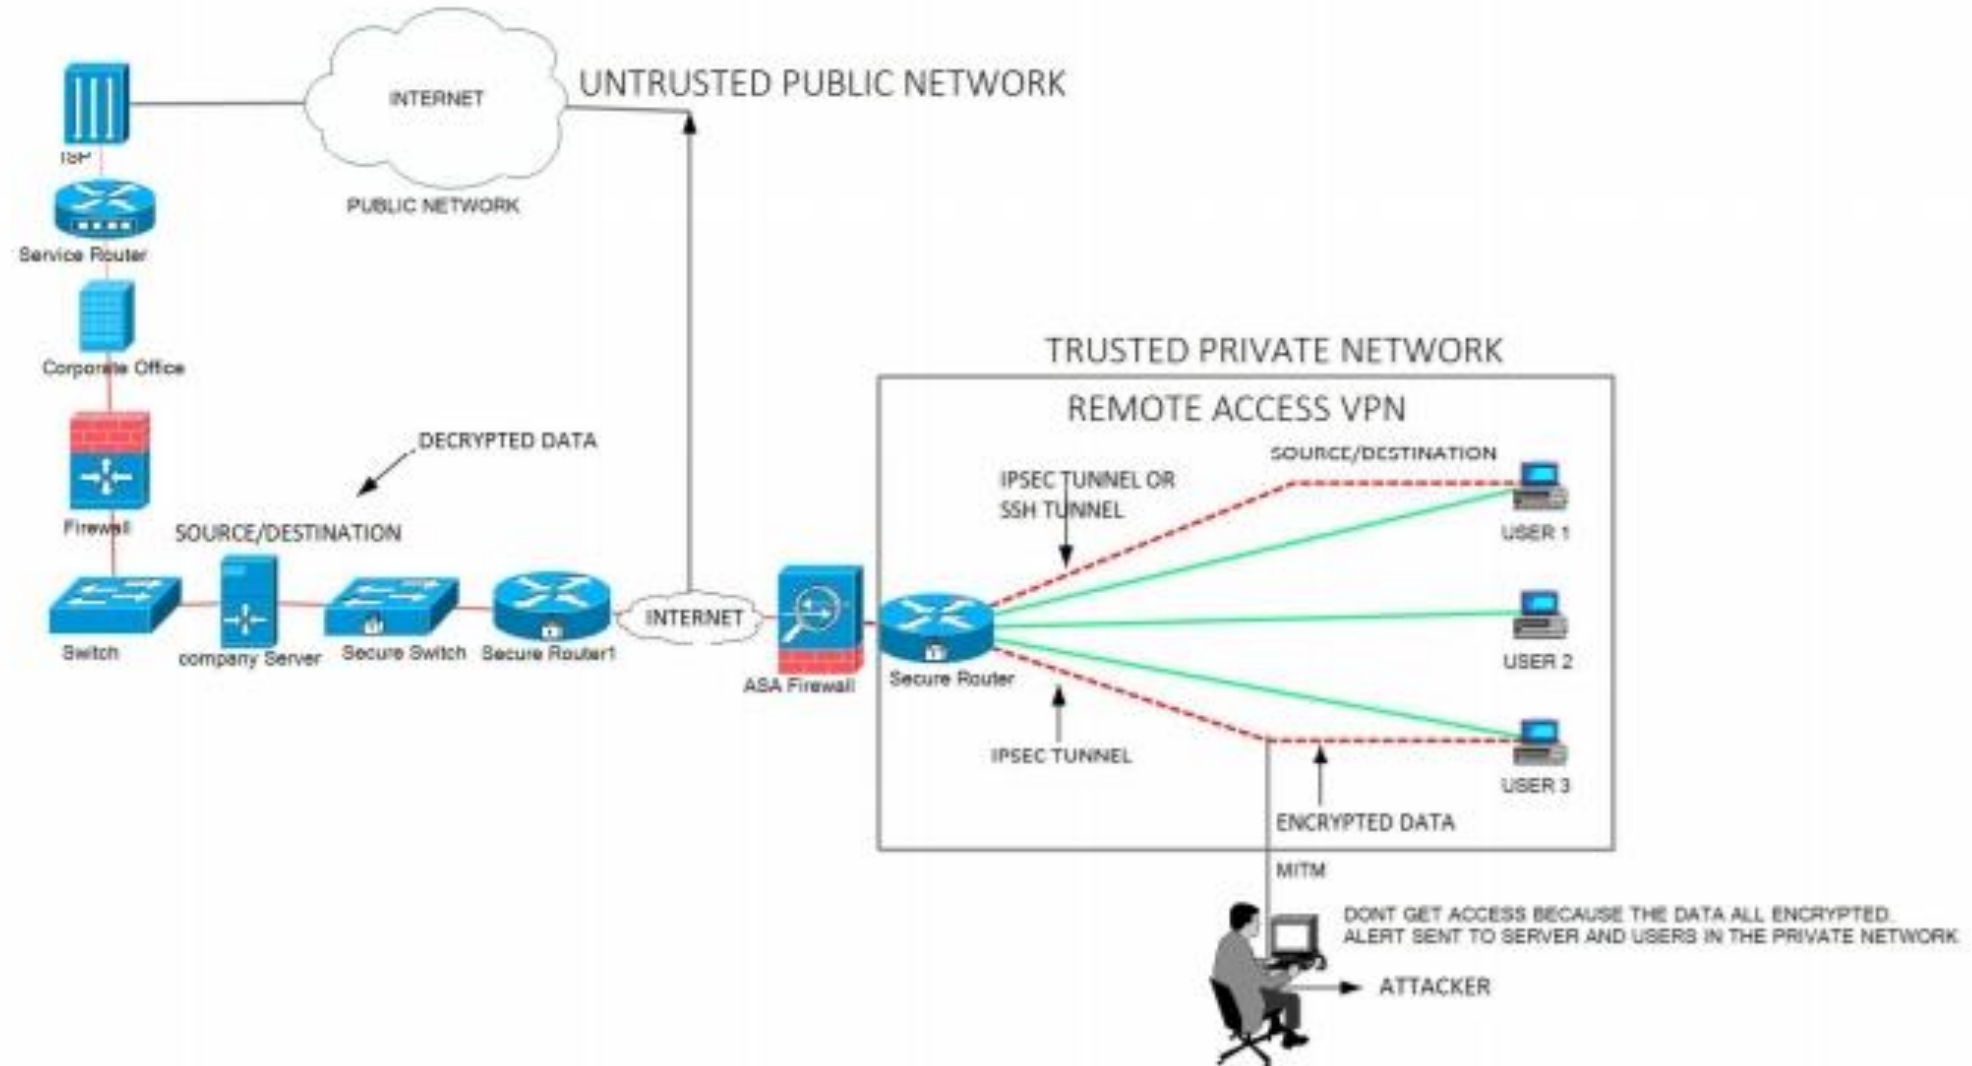 INTERNET
UNTRUSTED PUBLIC NETWORK
ISP
PUBLIC NETWORK
Service Router
Corporate Office
TRUSTED PRIVATE NETWORK
REMOTE ACCESS VPN
DECRYPTED DATA
SOURCE/DESTINATION
IPSEC TUNNEL OR
SSH TUNNEL
USER 1
Firewall
SOURCE/DESTINATION
INTERNET
Switch
company Server
Secure Switch
Secure Router1
ASA Firewall
Secure Router
USER 2
IPSEC TUNNEL
USER 3
ENCRYPTED DATA
MITM
DONT GET ACCESS BECAUSE THE DATA ALL ENCRYPTED.
ALERT SENT TO SERVER AND USERS IN THE PRIVATE NETWORK
ATTACKER